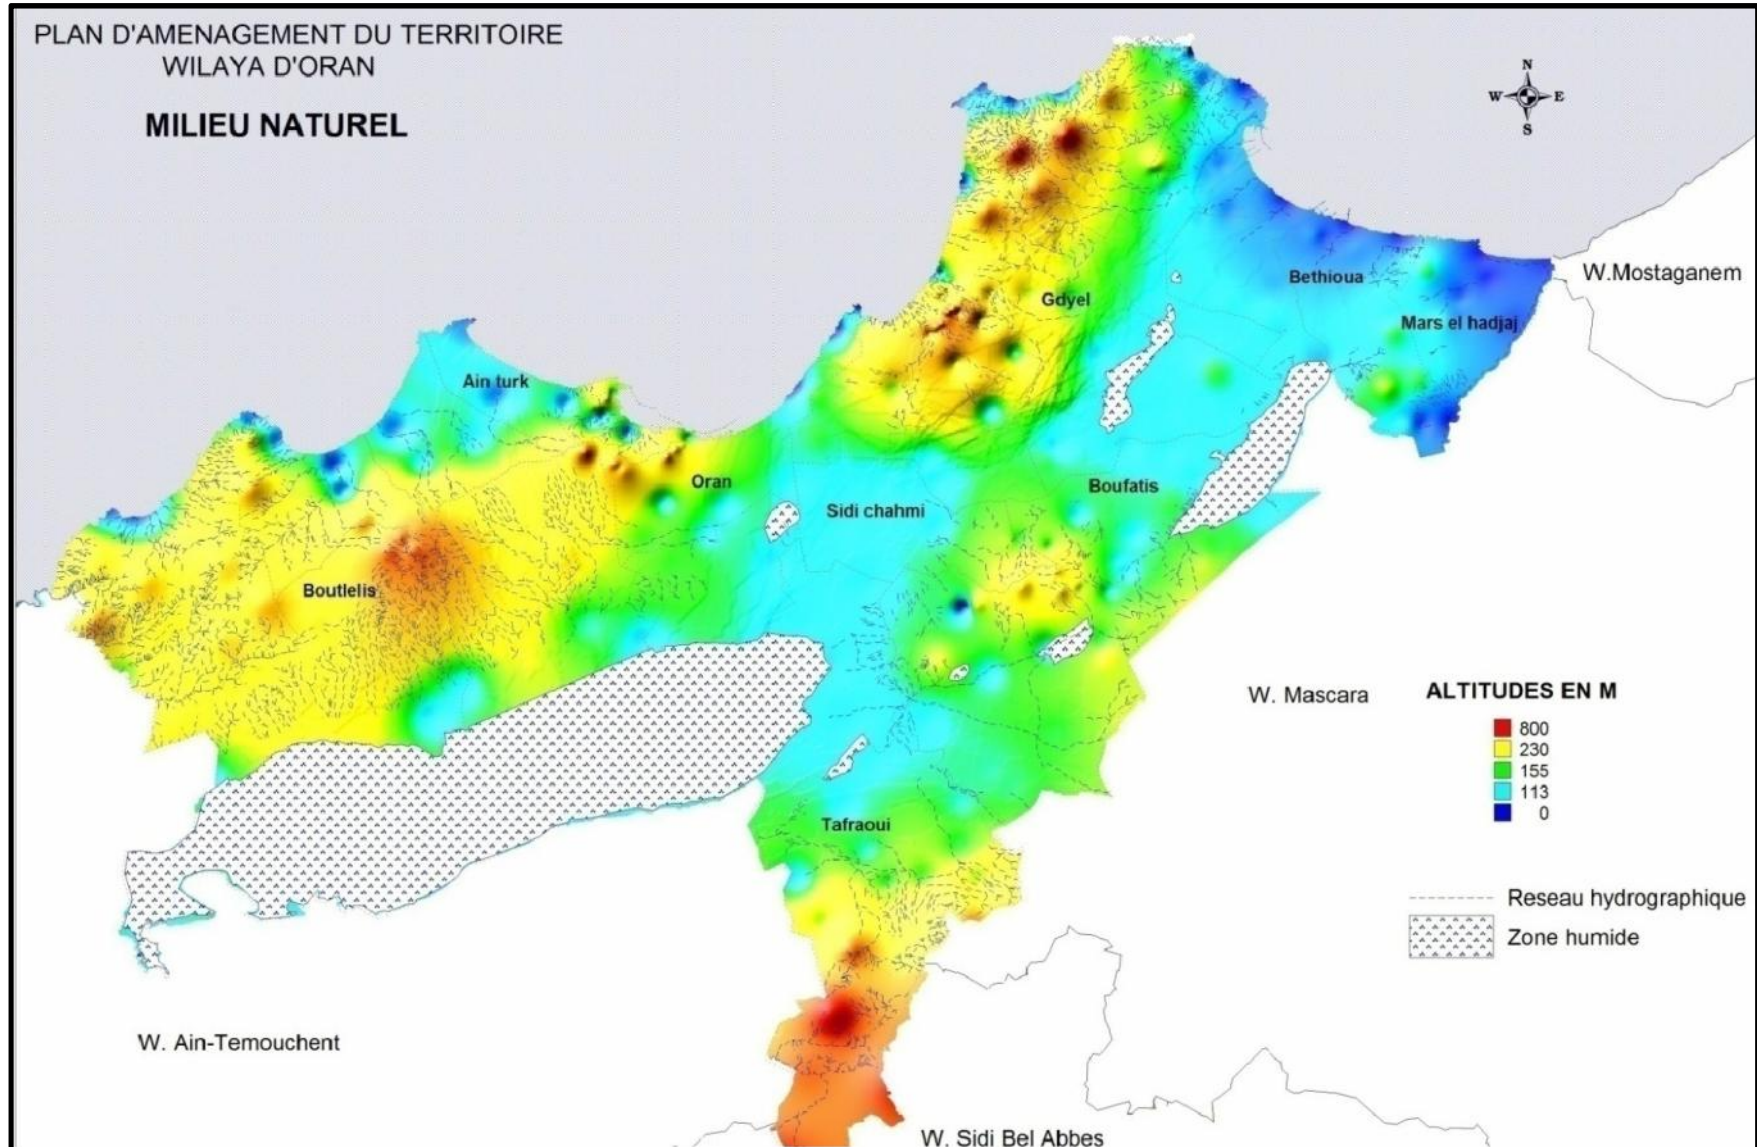 PLAN D'AMENAGEMENT DU TERRITOIRE
WILAYA D'ORAN
MILIEU NATUREL
N
W E
S
W.Mostaganem
Bethioua
Gdyel
Mars el hadjaj
Ain turk
Oran
Boufatis
Sidi chahmi
Boutlelis
W. Mascara
ALTITUDES EN M
800
230
155
113
0
Tafraoui
Reseau hydrographique
Zone humide
W. Ain-Temouchent
W. Sidi Bel Abbes